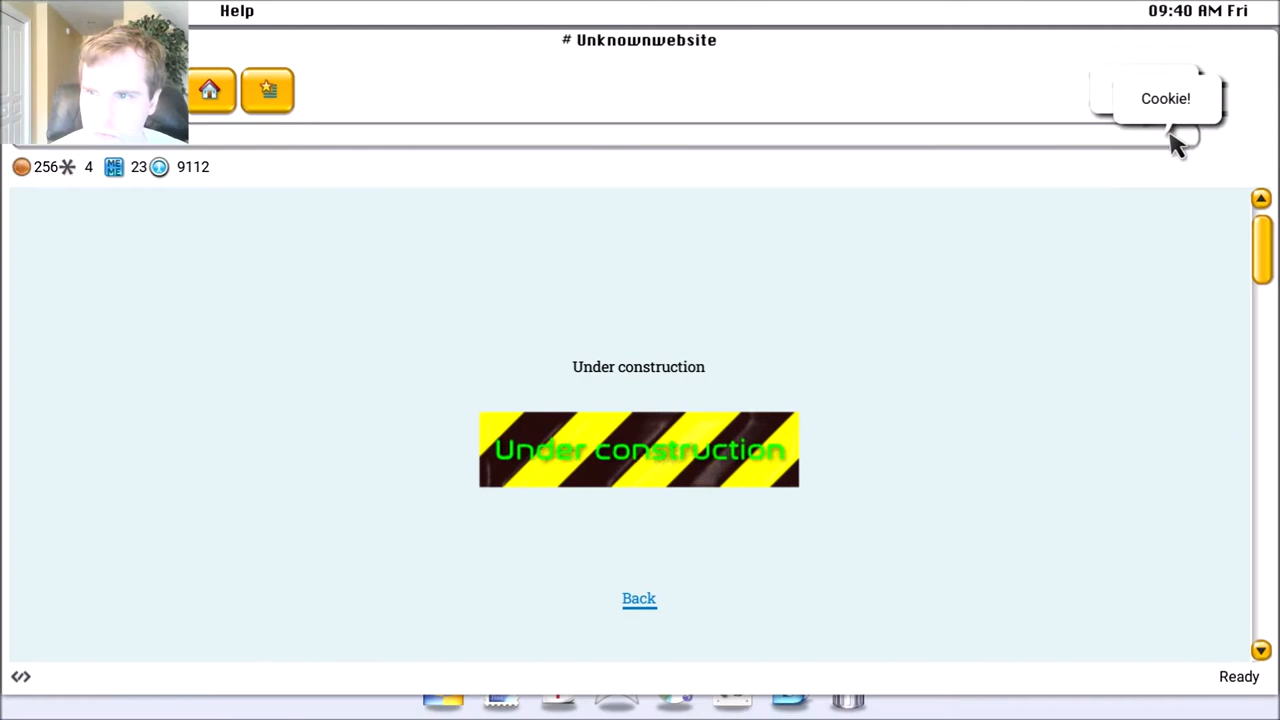 Help
09:40 AM Fri
# Unknownwebsite
Cookie!
256 4 23 9112
Under construction
Under construction
Back
Ready